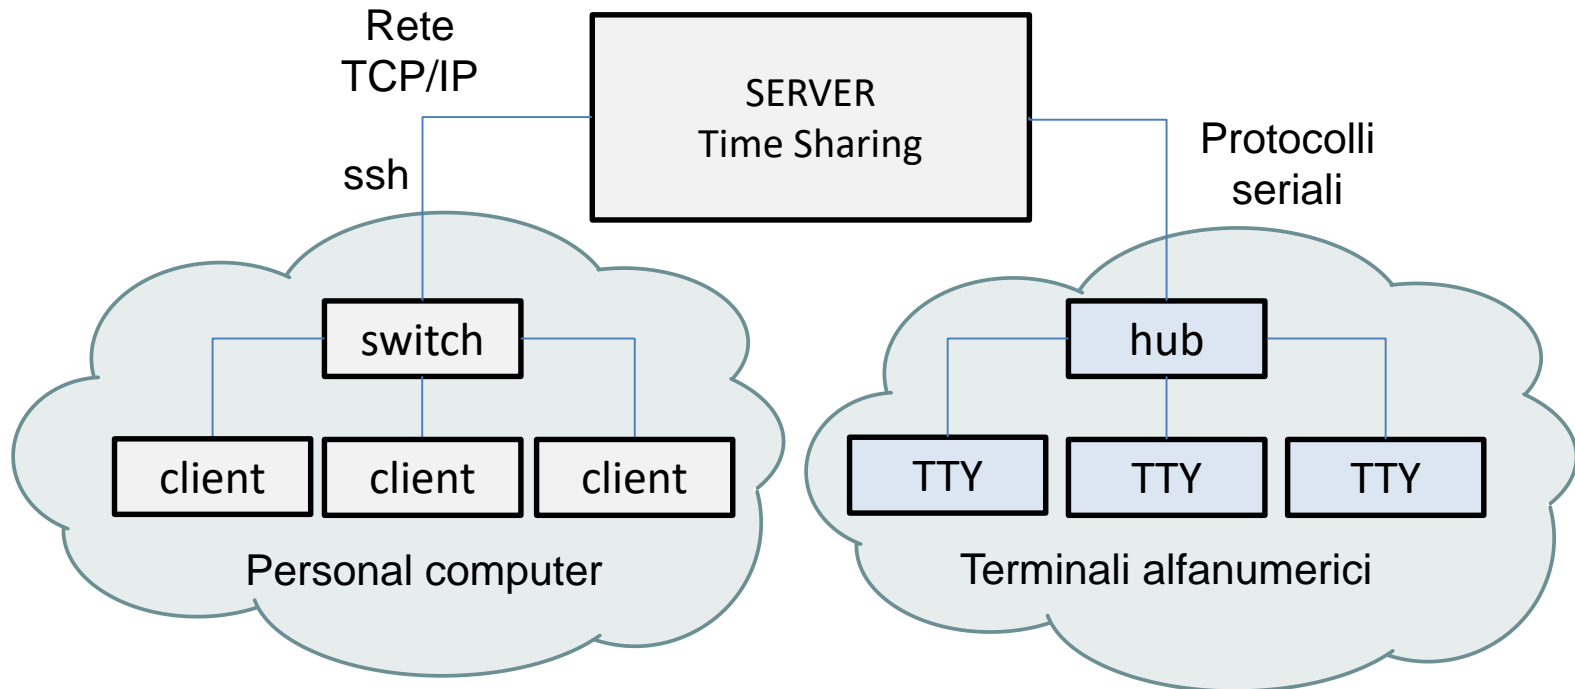 Rete
TCP/IP
SERVER
Time Sharing
Protocolli
seriali
ssh
switch
hub
client client client
TTY TTY TTY
Personal computer
Terminali alfanumerici